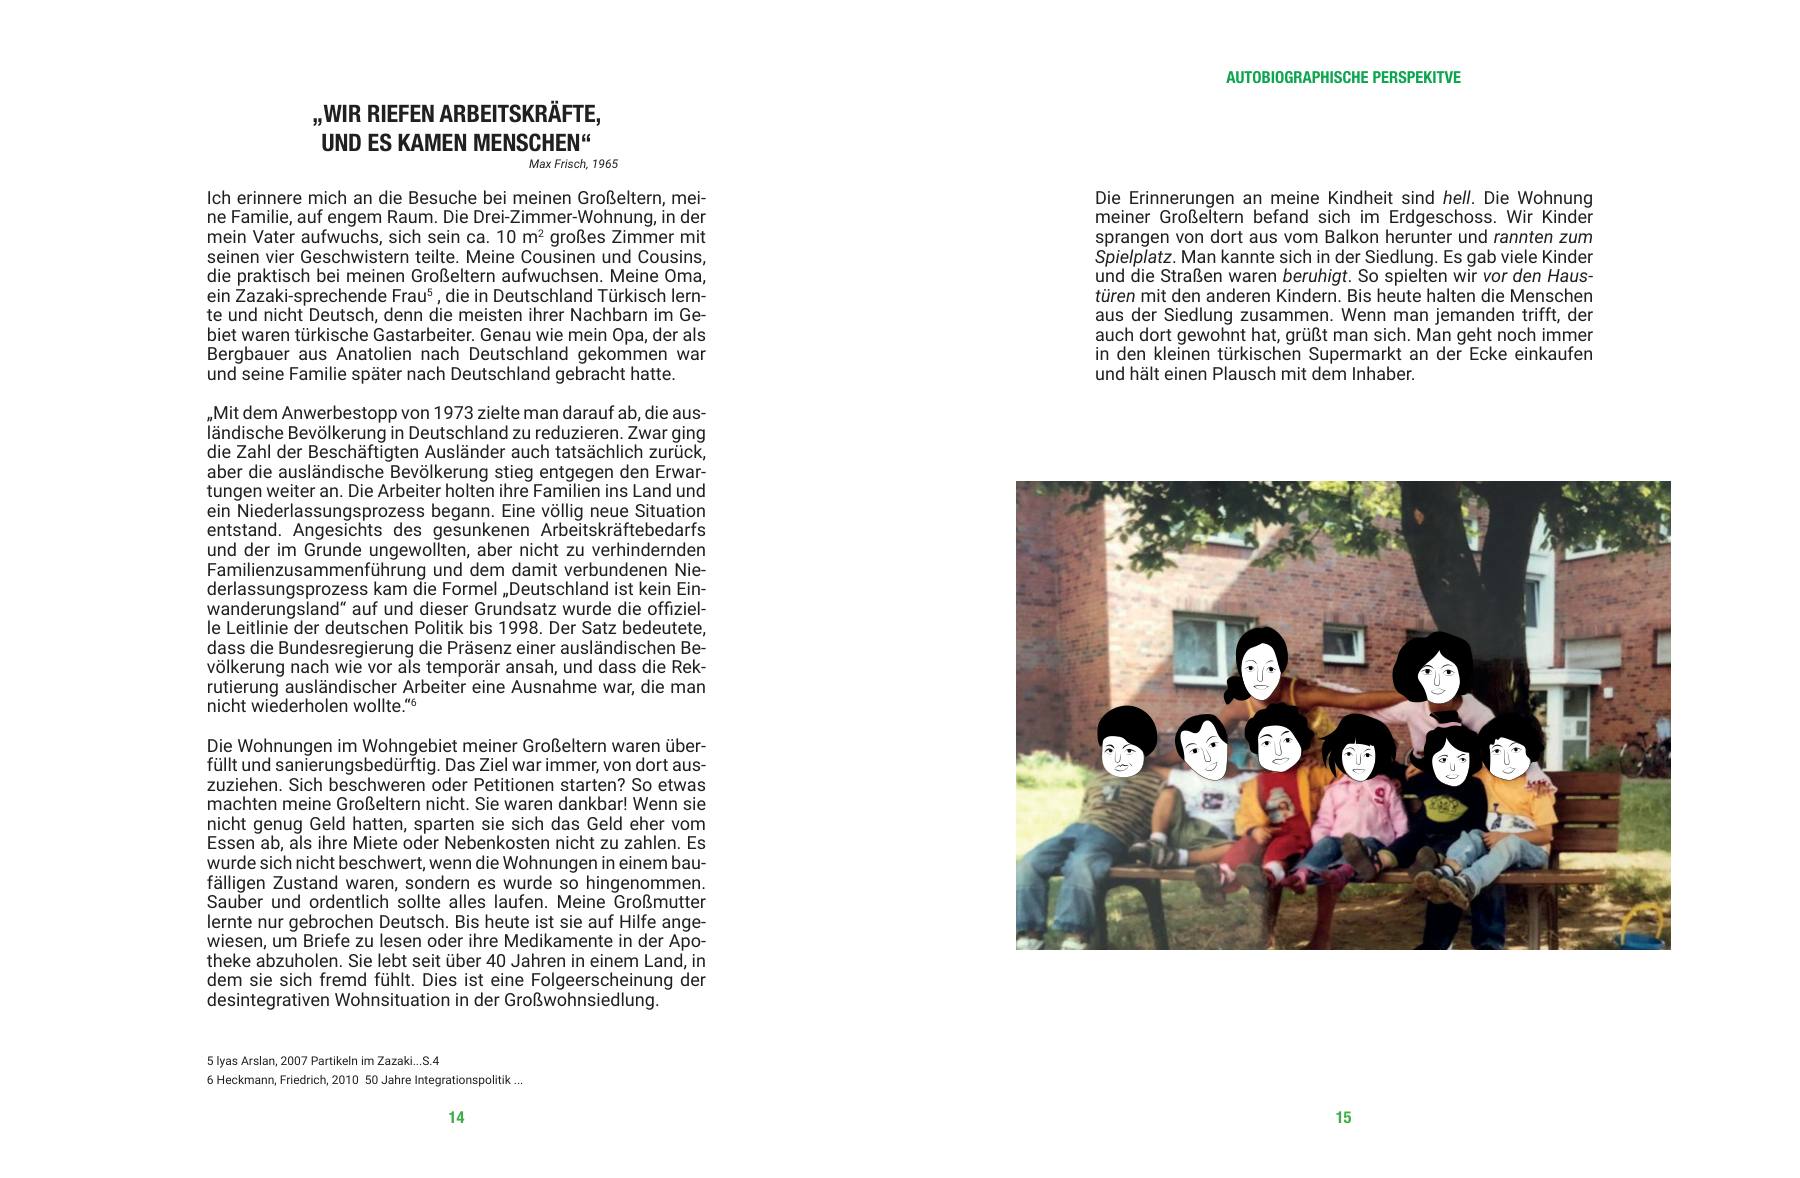 „WIR RIEFEN ARBEITSKRÄFTE,
UND ES KAMEN MENSCHEN“
Max Frisch, 1965
Ich erinnere mich an die Besuche bei meinen Großeltern, mei-
ne Familie, auf engem Raum. Die Drei-Zimmer-Wohnung, in der
mein Vater aufwuchs, sich sein ca. 10 m² großes Zimmer mit
seinen vier Geschwistern teilte. Meine Cousinen und Cousins,
die praktisch bei meinen Großeltern aufwuchsen. Meine Oma,
ein Zazaki-sprechende Frau⁵ , die in Deutschland Türkisch lern-
te und nicht Deutsch, denn die meisten ihrer Nachbarn im Ge-
biet waren türkische Gastarbeiter. Genau wie mein Opa, der als
Bergbauer aus Anatolien nach Deutschland gekommen war
und seine Familie später nach Deutschland gebracht hatte.
„Mit dem Anwerbestopp von 1973 zielte man darauf ab, die aus-
ländische Bevölkerung in Deutschland zu reduzieren. Zwar ging
die Zahl der Beschäftigten Ausländer auch tatsächlich zurück,
aber die ausländische Bevölkerung stieg entgegen den Erwar-
tungen weiter an. Die Arbeiter holten ihre Familien ins Land und
ein Niederlassungsprozess begann. Eine völlig neue Situation
entstand. Angesichts des gesunkenen Arbeitskräftebedarfs
und der im Grunde ungewollten, aber nicht zu verhindernden
Familienzusammenführung und dem damit verbundenen Nie-
derlassungsprozess kam die Formel „Deutschland ist kein Ein-
wanderungsland“ auf und dieser Grundsatz wurde die offiziel-
le Leitlinie der deutschen Politik bis 1998. Der Satz bedeutete,
dass die Bundesregierung die Präsenz einer ausländischen Be-
völkerung nach wie vor als temporär ansah, und dass die Rek-
rutierung ausländischer Arbeiter eine Ausnahme war, die man
nicht wiederholen wollte.“⁶
Die Wohnungen im Wohngebiet meiner Großeltern waren über-
füllt und sanierungsbedürftig. Das Ziel war immer, von dort aus-
zuziehen. Sich beschweren oder Petitionen starten? So etwas
machten meine Großeltern nicht. Sie waren dankbar! Wenn sie
nicht genug Geld hatten, sparten sie sich das Geld eher vom
Essen ab, als ihre Miete oder Nebenkosten nicht zu zahlen. Es
wurde sich nicht beschwert, wenn die Wohnungen in einem bau-
fälligen Zustand waren, sondern es wurde so hingenommen.
Sauber und ordentlich sollte alles laufen. Meine Großmutter
lernte nur gebrochen Deutsch. Bis heute ist sie auf Hilfe ange-
wiesen, um Briefe zu lesen oder ihre Medikamente in der Apo-
theke abzuholen. Sie lebt seit über 40 Jahren in einem Land, in
dem sie sich fremd fühlt. Dies ist eine Folgeerscheinung der
desintegrativen Wohnsituation in der Großwohnsiedlung.
5 Iyas Arslan, 2007 Partikeln im Zazaki...S.4
6 Heckmann, Friedrich, 2010 50 Jahre Integrationspolitik ...
14
AUTOBIOGRAPHISCHE PERSPEKITVE
Die Erinnerungen an meine Kindheit sind hell. Die Wohnung
meiner Großeltern befand sich im Erdgeschoss. Wir Kinder
sprangen von dort aus vom Balkon herunter und rannten zum
Spielplatz. Man kannte sich in der Siedlung. Es gab viele Kinder
und die Straßen waren beruhigt. So spielten wir vor den Haus-
türen mit den anderen Kindern. Bis heute halten die Menschen
aus der Siedlung zusammen. Wenn man jemanden trifft, der
auch dort gewohnt hat, grüßt man sich. Man geht noch immer
in den kleinen türkischen Supermarkt an der Ecke einkaufen
und hält einen Plausch mit dem Inhaber.
9
15